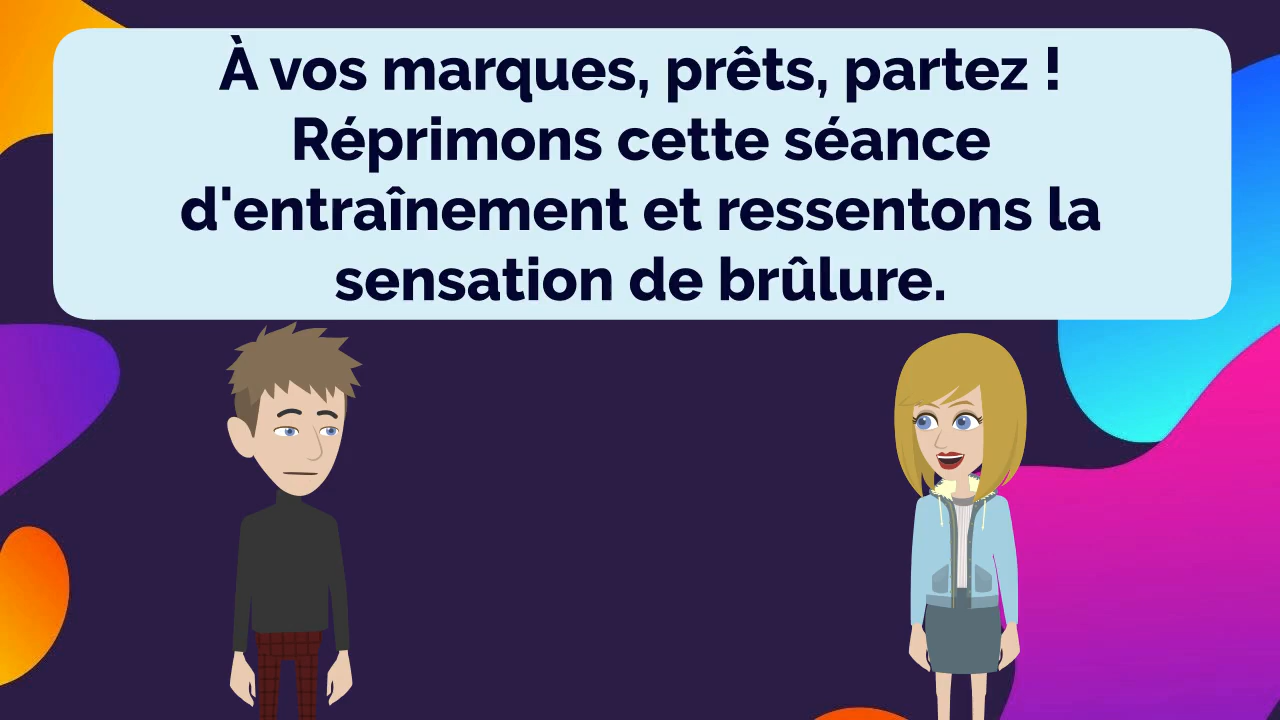 À vos marques, prêts, partez !
Réprimons cette séance
d'entraînement et ressentons la
sensation de brûlure.